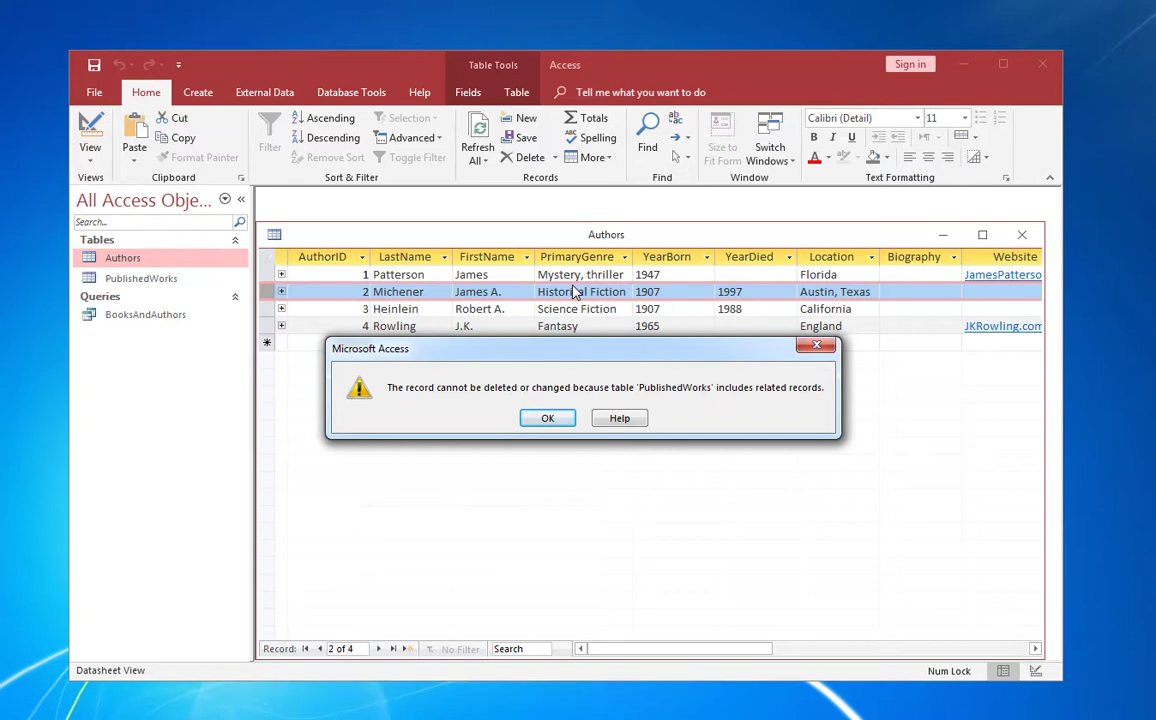 Table Tools Access Sign in
File Home Create External Data Database Tools Help Fields Table Tell me what you want to do
View
Views
Paste
Cut
Copy
Format Painter
Clipboard
Filter
Ascending
Descending
Remove Sort
Selection
Advanced
Toggle Filter
Sort & Filter
Refresh
All
New
Save
Delete
Totals
Spelling
More
Records
Find
ab
ac
Find
Size to
Fit Form
Switch
Windows
Window
Calibri (Detail) 11
B I U
A
Text Formatting
All Access Obje...
Search...
Tables
Authors
PublishedWorks
Queries
BooksAndAuthors
Authors
AuthorID LastName FirstName PrimaryGenre YearBorn YearDied Location Biography Website
1 Patterson James Mystery, thriller 1947 Florida JamesPatterso
2 Michener James A. Historical Fiction 1907 1997 Austin, Texas
3 Heinlein Robert A. Science Fiction 1907 1988 California
4 Rowling J.K. Fantasy 1965 England JKRowling.com
Microsoft Access
The record cannot be deleted or changed because table 'PublishedWorks' includes related records.
OK Help
Record: 2 of 4 No Filter Search
Datasheet View Num Lock